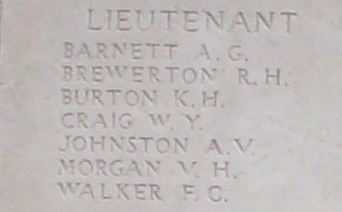 LIEUTENANT
BARNETT A. G.
BREWERTON R. H.
BURTON K. H.
CRAIG W. Y.
JOHNSTON A. V.
MORGAN V. H.
WALKER F. C.